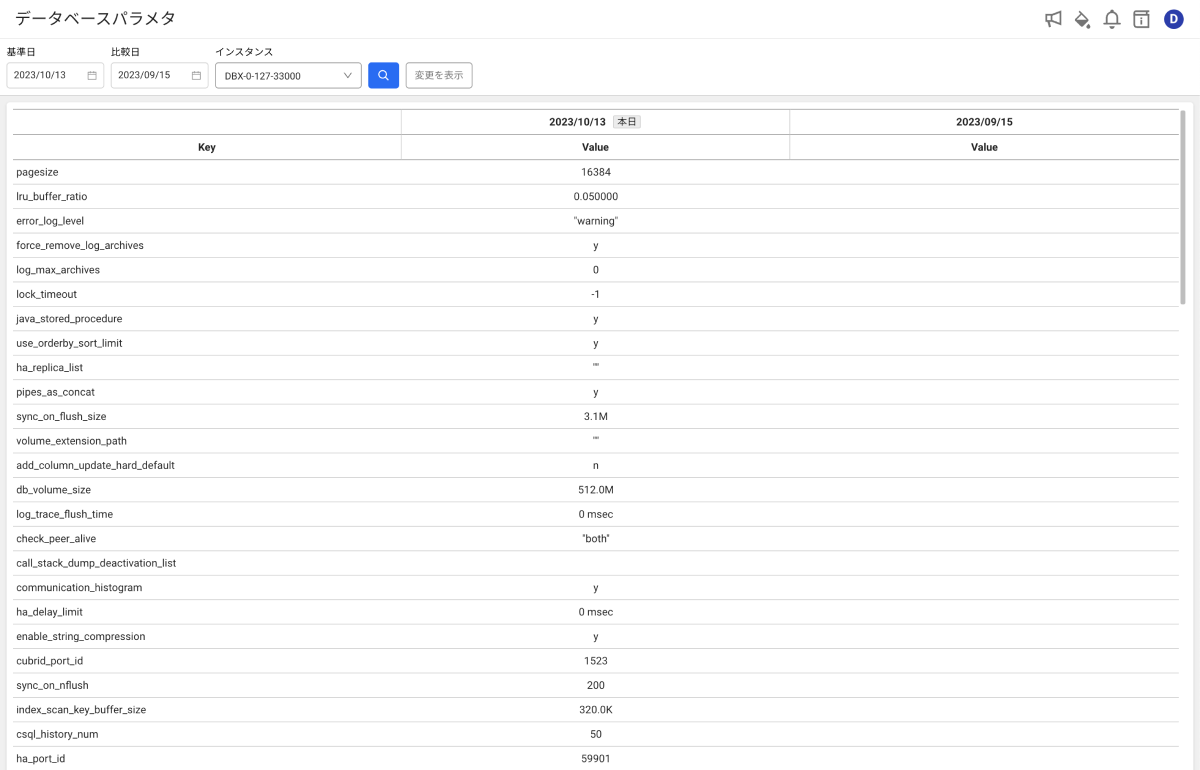 データベースパラメタ
D
基準日 比較日 インスタンス
2023/10/13 2023/09/15 DBX-0-127-33000 変更を表示
2023/10/13 本日 2023/09/15
Key Value Value
pagesize 16384
lru_buffer_ratio 0.050000
error_log_level "warning"
force_remove_log_archives y
log_max_archives 0
lock_timeout -1
java_stored_procedure y
use_orderby_sort_limit y
ha_replica_list ""
pipes_as_concat y
sync_on_flush_size 3.1M
volume_extension_path ""
add_column_update_hard_default n
db_volume_size 512.0M
log_trace_flush_time 0 msec
check_peer_alive "both"
call_stack_dump_deactivation_list
communication_histogram y
ha_delay_limit 0 msec
enable_string_compression y
cubrid_port_id 1523
sync_on_nflush 200
index_scan_key_buffer_size 320.0K
csql_history_num 50
ha_port_id 59901